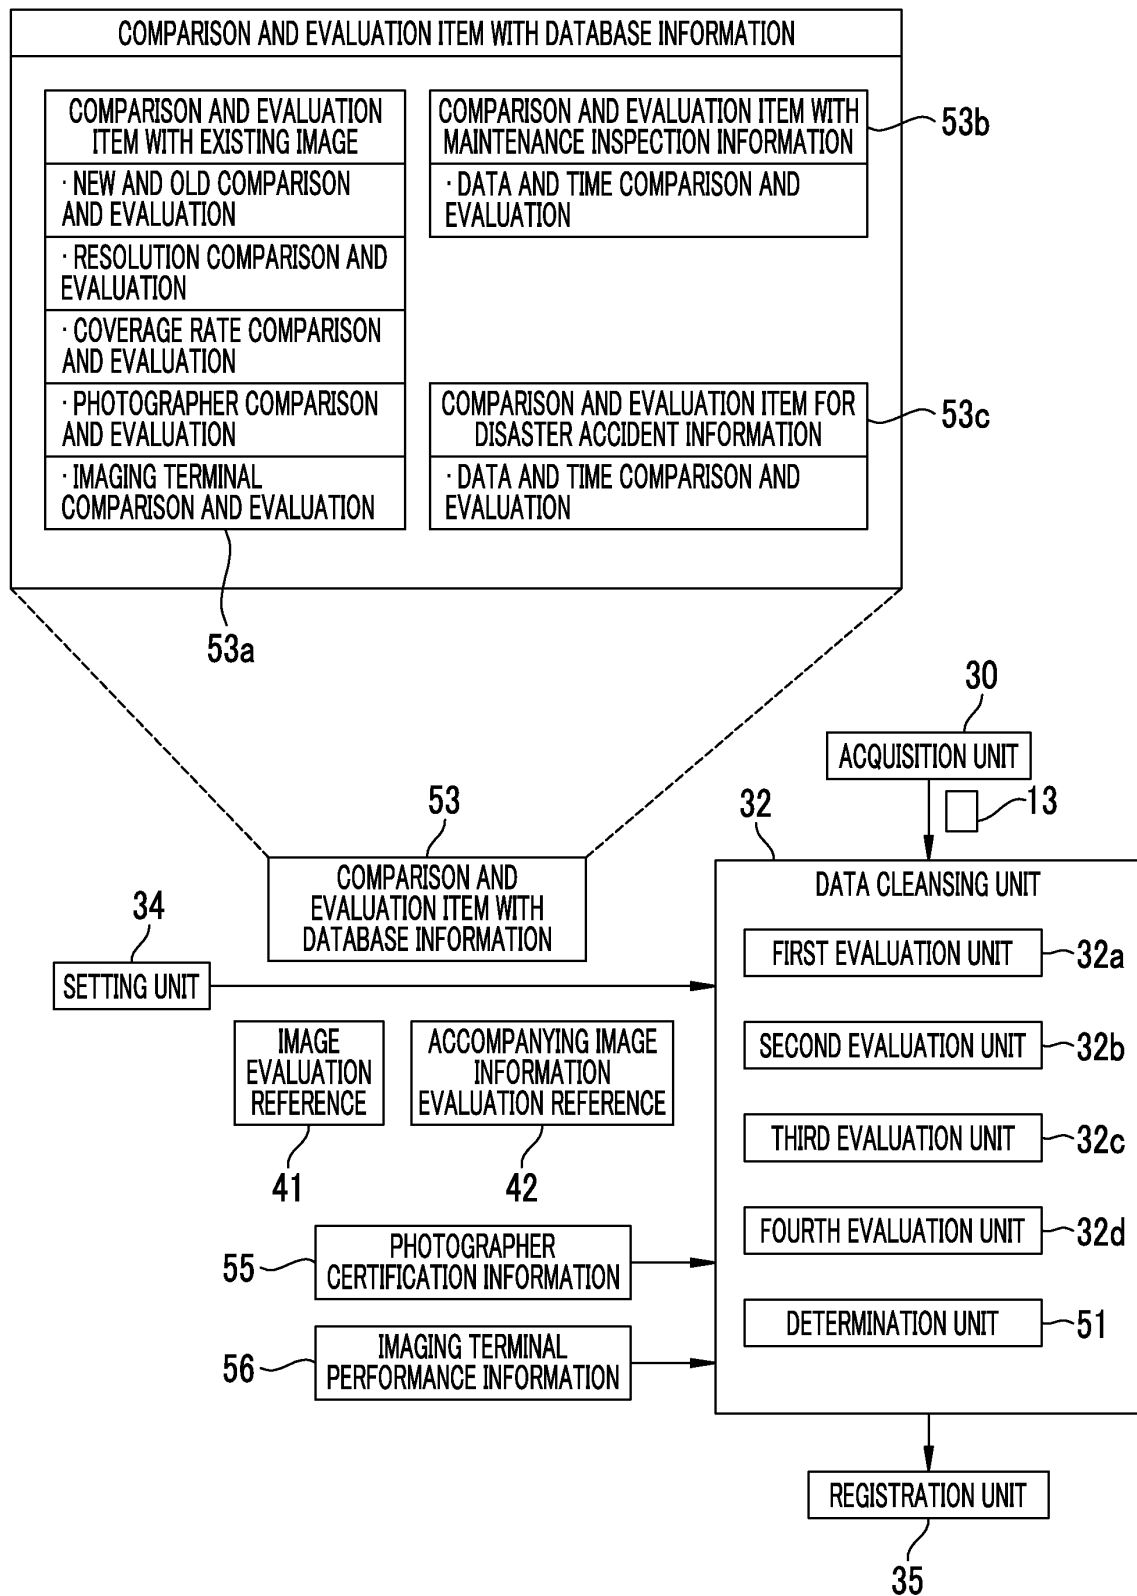 COMPARISON AND EVALUATION ITEM WITH DATABASE INFORMATION
COMPARISON AND EVALUATION
ITEM WITH EXISTING IMAGE
· NEW AND OLD COMPARISON
AND EVALUATION
· RESOLUTION COMPARISON AND
EVALUATION
· COVERAGE RATE COMPARISON
AND EVALUATION
· PHOTOGRAPHER COMPARISON
AND EVALUATION
· IMAGING TERMINAL
COMPARISON AND EVALUATION
53a
COMPARISON AND EVALUATION ITEM WITH
MAINTENANCE INSPECTION INFORMATION
· DATA AND TIME COMPARISON AND
EVALUATION
53b
COMPARISON AND EVALUATION ITEM FOR
DISASTER ACCIDENT INFORMATION
· DATA AND TIME COMPARISON AND
EVALUATION
53c
30
ACQUISITION UNIT
13
53
COMPARISON AND
EVALUATION ITEM WITH
DATABASE INFORMATION
34
SETTING UNIT
IMAGE
EVALUATION
REFERENCE
41
ACCOMPANYING IMAGE
INFORMATION
EVALUATION REFERENCE
42
55
PHOTOGRAPHER
CERTIFICATION INFORMATION
56
IMAGING TERMINAL
PERFORMANCE INFORMATION
32
DATA CLEANSING UNIT
FIRST EVALUATION UNIT
32a
SECOND EVALUATION UNIT
32b
THIRD EVALUATION UNIT
32c
FOURTH EVALUATION UNIT
32d
DETERMINATION UNIT
51
REGISTRATION UNIT
35